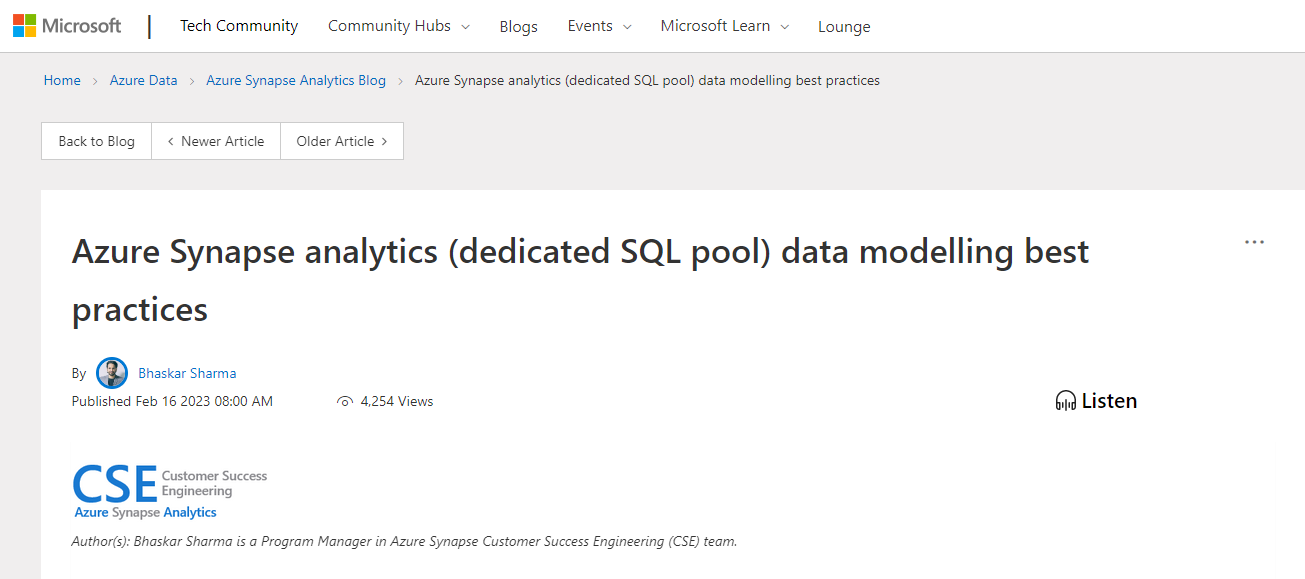 Microsoft | Tech Community Community Hubs Blogs Events Microsoft Learn Lounge
Home > Azure Data > Azure Synapse Analytics Blog > Azure Synapse analytics (dedicated SQL pool) data modelling best practices
Back to Blog < Newer Article Older Article >
Azure Synapse analytics (dedicated SQL pool) data modelling best
practices
By Bhaskar Sharma
Published Feb 16 2023 08:00 AM 4,254 Views
Listen
CSE Customer Success
Engineering
Azure Synapse Analytics
Author(s): Bhaskar Sharma is a Program Manager in Azure Synapse Customer Success Engineering (CSE) team.